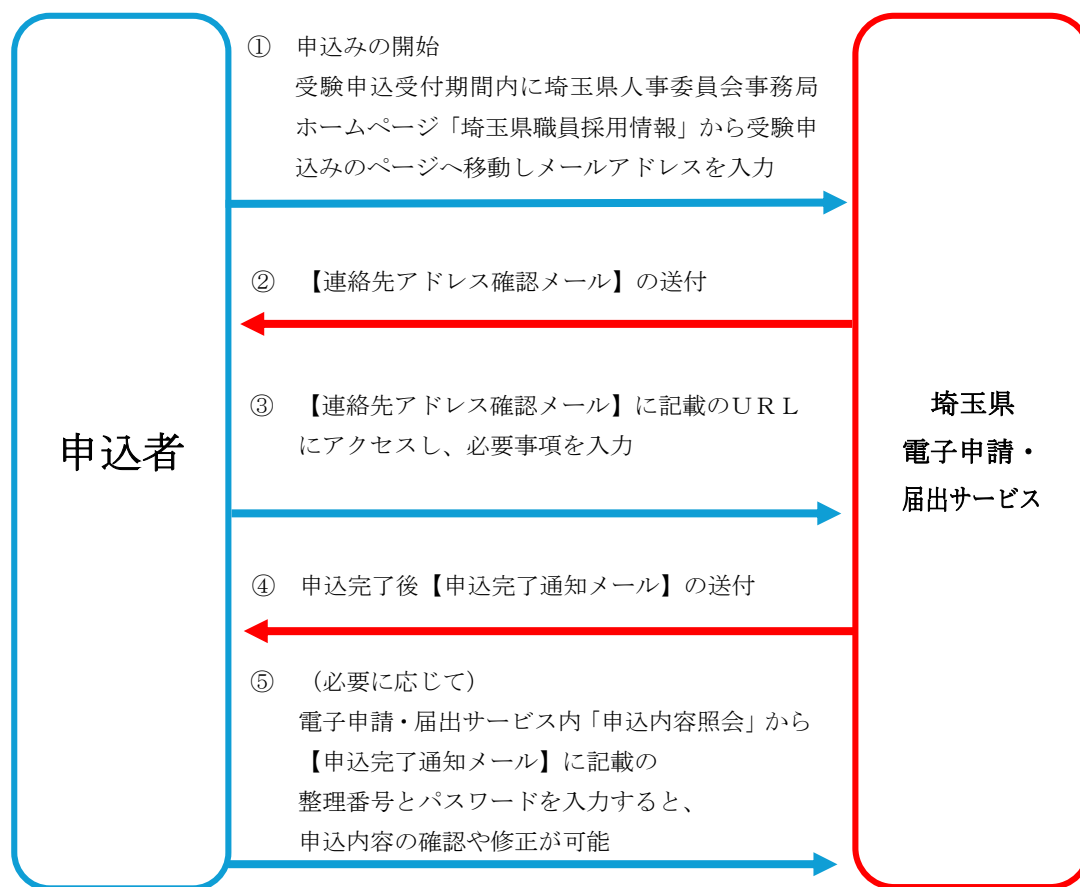 申込者
① 申込みの開始
受験申込受付期間内に埼玉県人事委員会事務局
ホームページ「埼玉県職員採用情報」から受験申
込みのページへ移動しメールアドレスを入力
② 【連絡先アドレス確認メール】の送付
③ 【連絡先アドレス確認メール】に記載のＵＲＬ
にアクセスし、必要事項を入力
④ 申込完了後【申込完了通知メール】の送付
⑤ （必要に応じて）
電子申請・届出サービス内「申込内容照会」から
【申込完了通知メール】に記載の
整理番号とパスワードを入力すると、
申込内容の確認や修正が可能
埼玉県
電子申請・
届出サービス